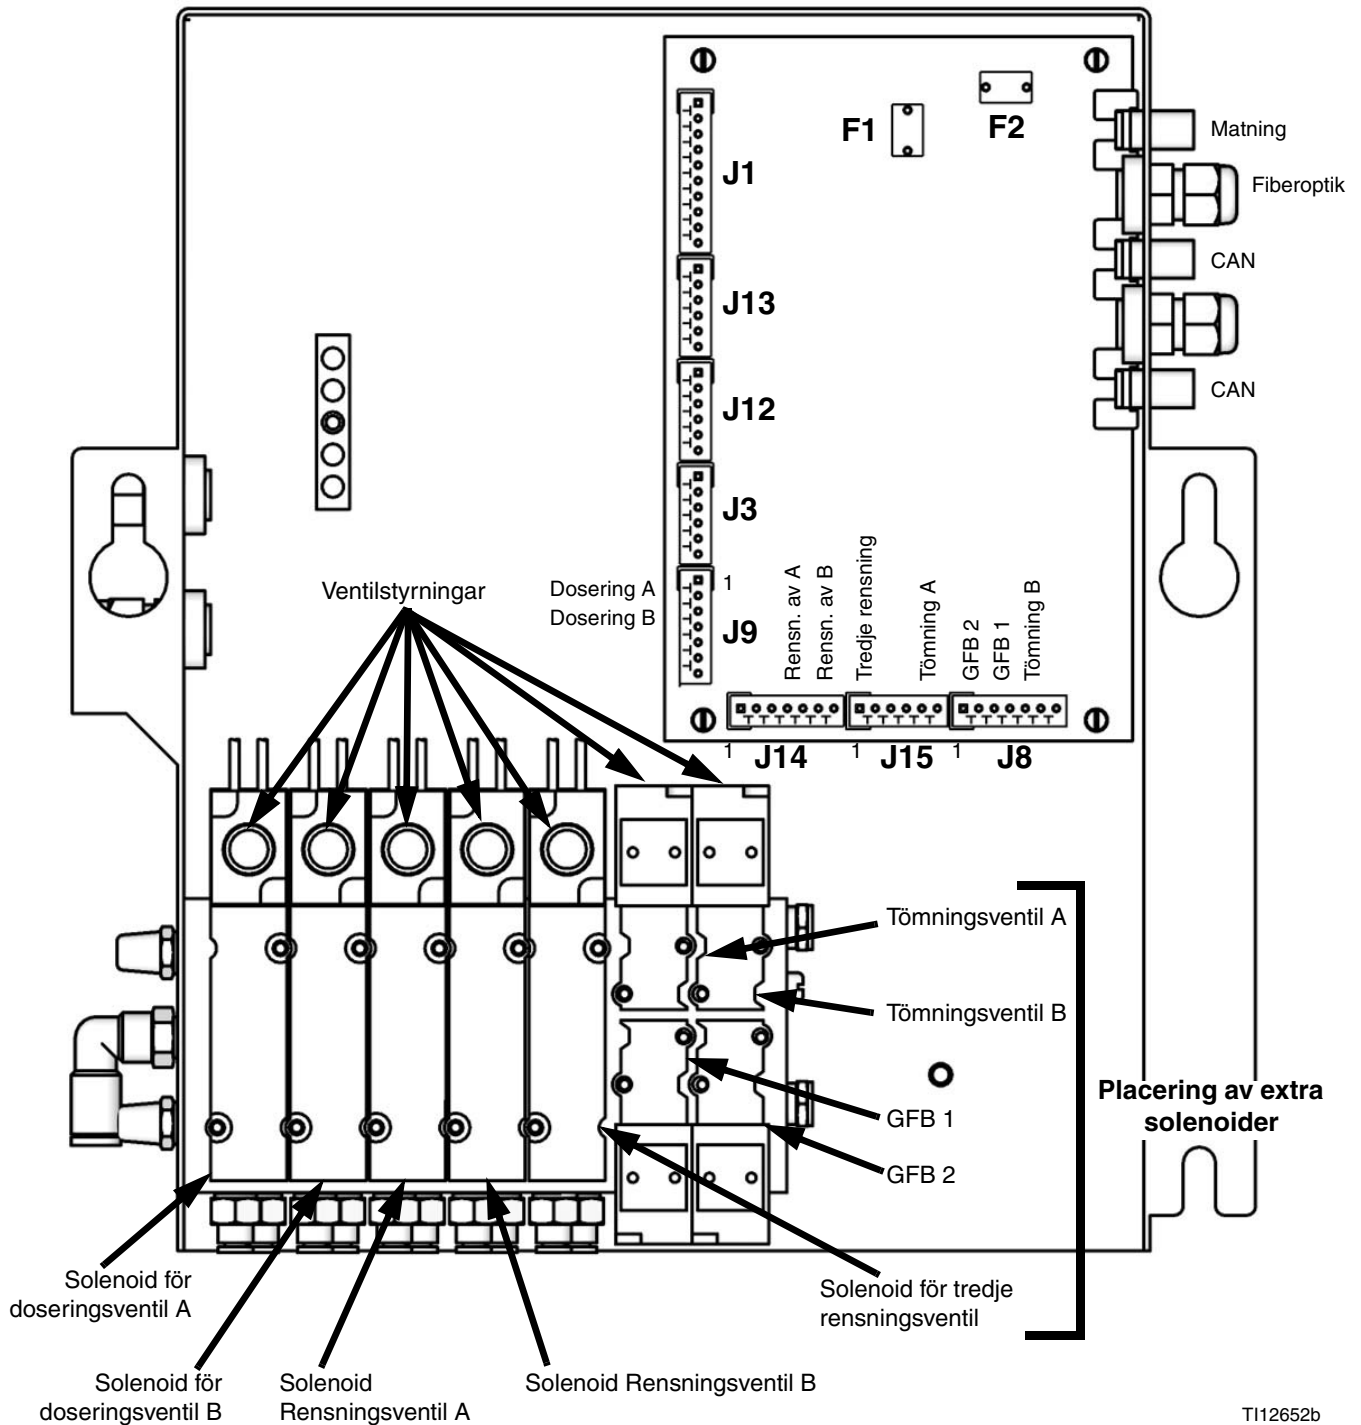 F1
F2
Matning
J1
Fiberoptik
CAN
J13
CAN
J12
J3
Ventilstyrningar
Dosering A
Dosering B
1
J9
Rensn. av A
Rensn. av B
Tredje rensning
Tömning A
GFB 2
GFB 1
Tömning B
1
J14
1
J15
1
J8
Tömningsventil A
Tömningsventil B
Placering av extra
solenoider
GFB 1
GFB 2
Solenoid för
doseringsventil A
Solenoid för tredje
rensningsventil
Solenoid för
doseringsventil B
Solenoid
Rensningsventil A
Solenoid Rensningsventil B
TI12652b